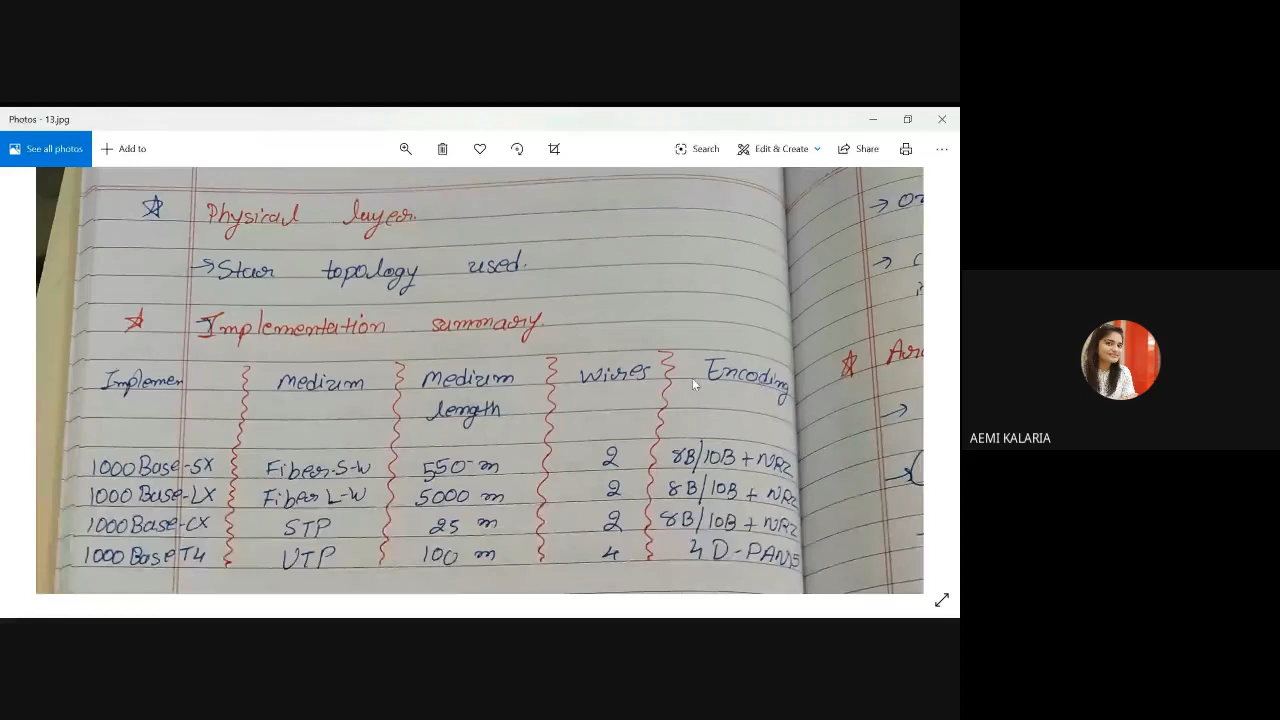 Photos - 13.jpg
See all photos + Add to Search Edit & Create Share
☆ Physical layer.
→ Star topology used.
☆ Implementation summary.
Implemen Medium Medium length Wires Encoding
1000Base-SX Fiber S-W 550 m 2 8B/10B + NRZ
1000Base-LX Fiber L-W 5000 m 2 8B/10B + NRZ
1000Base-CX STP 25 m 2 8B/10B + NRZ
1000Base T4 UTP 100 m 4 4D-PAM5
AEMI KALARIA